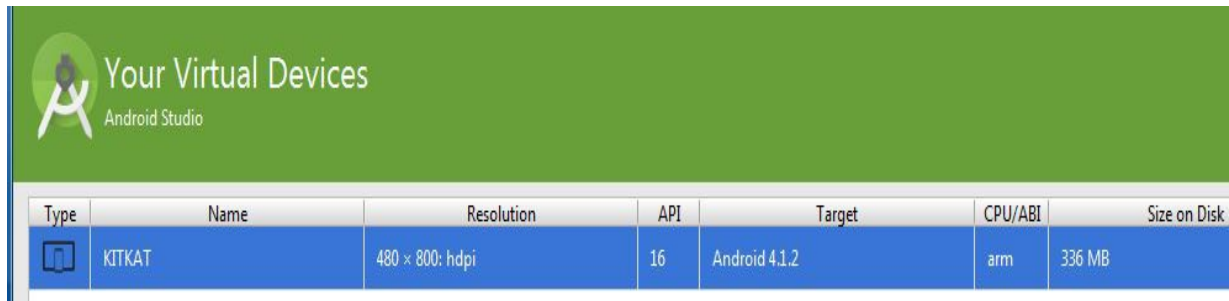 Your Virtual Devices
Android Studio
Type Name Resolution API Target CPU/ABI Size on Disk
KITKAT 480 × 800: hdpi 16 Android 4.1.2 arm 336 MB